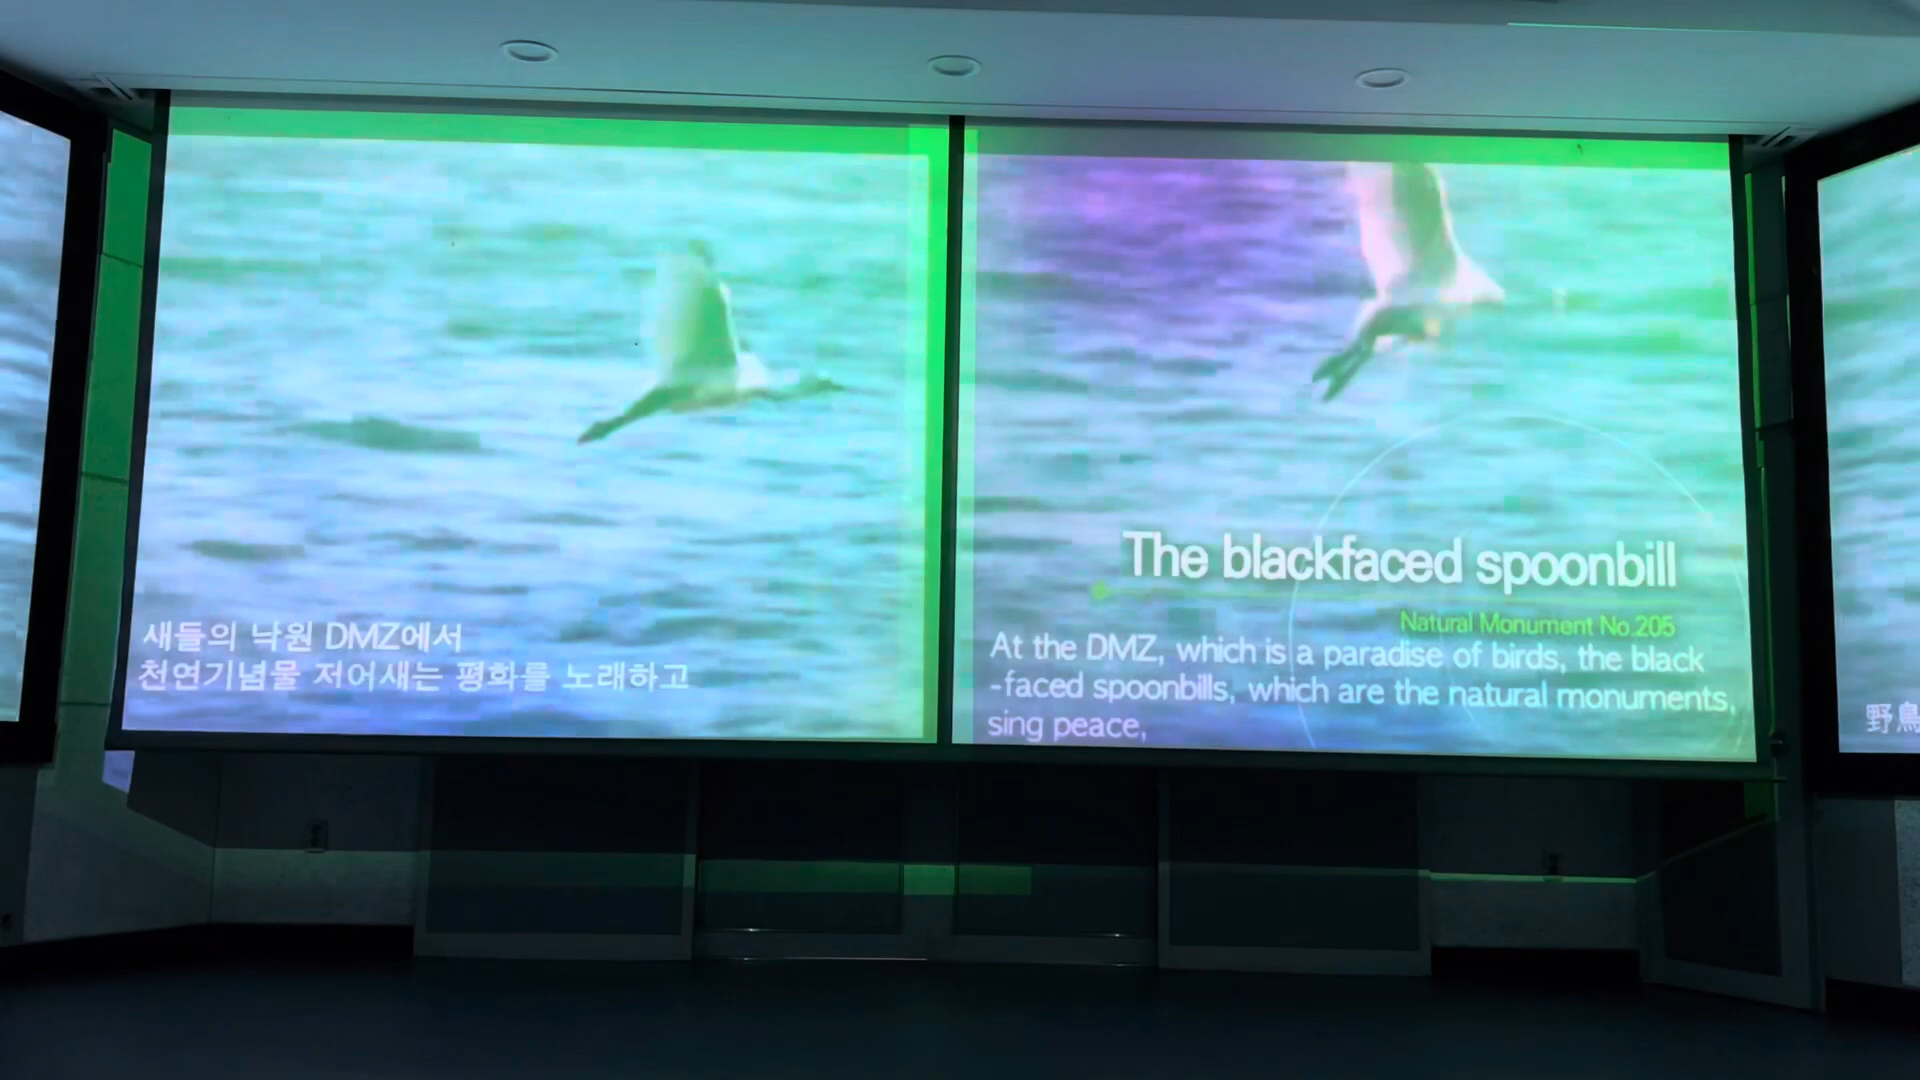 새들의 낙원 DMZ에서
천연기념물 저어새는 평화를 노래하고
The blackfaced spoonbill
Natural Monument No.205
At the DMZ, which is a paradise of birds, the black
-faced spoonbills, which are the natural monuments,
sing peace,
野鳥